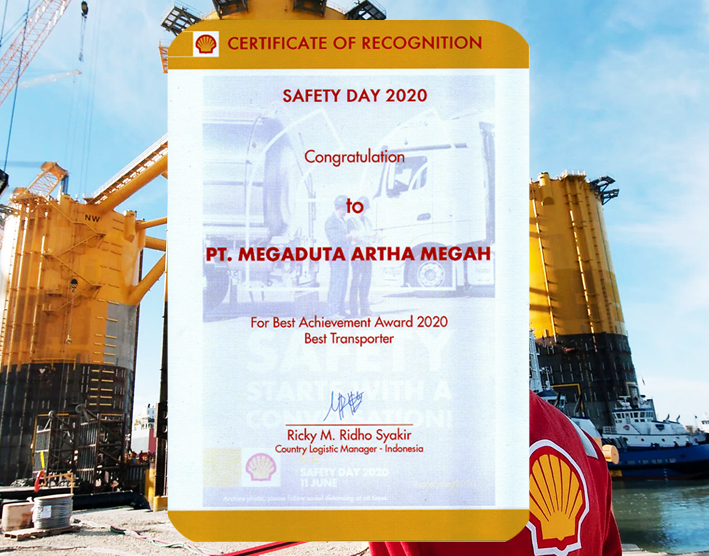 CERTIFICATE OF RECOGNITION
SAFETY DAY 2020
Congratulation
to
PT. MEGADUTA ARTHA MEGAH
For Best Achievement Award 2020
Best Transporter
SAFETY
STARTS WITH A
CONVERSATION!
Ricky M. Ridho Syakir
Country Logistic Manager - Indonesia
SAFETY DAY 2020
11 JUNE
NW